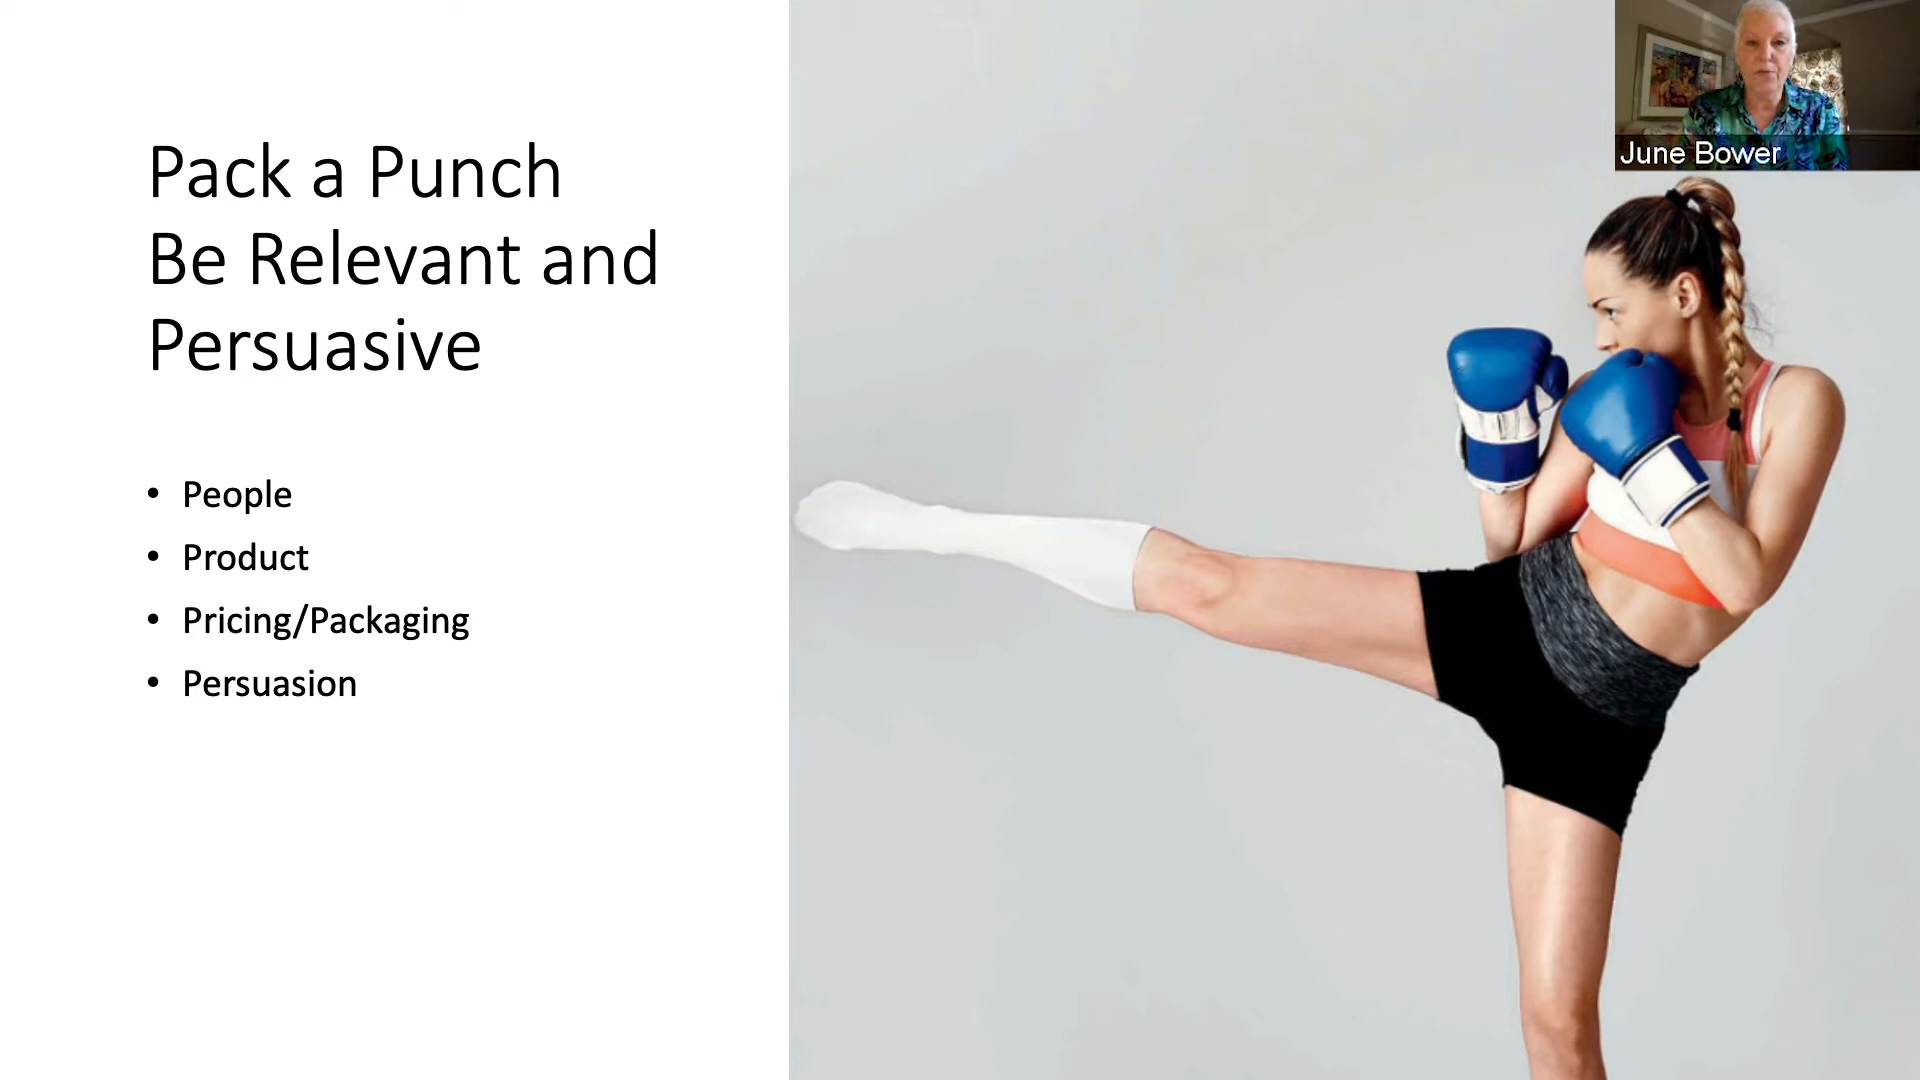 Pack a Punch
Be Relevant and
Persuasive
• People
• Product
• Pricing/Packaging
• Persuasion
June Bower